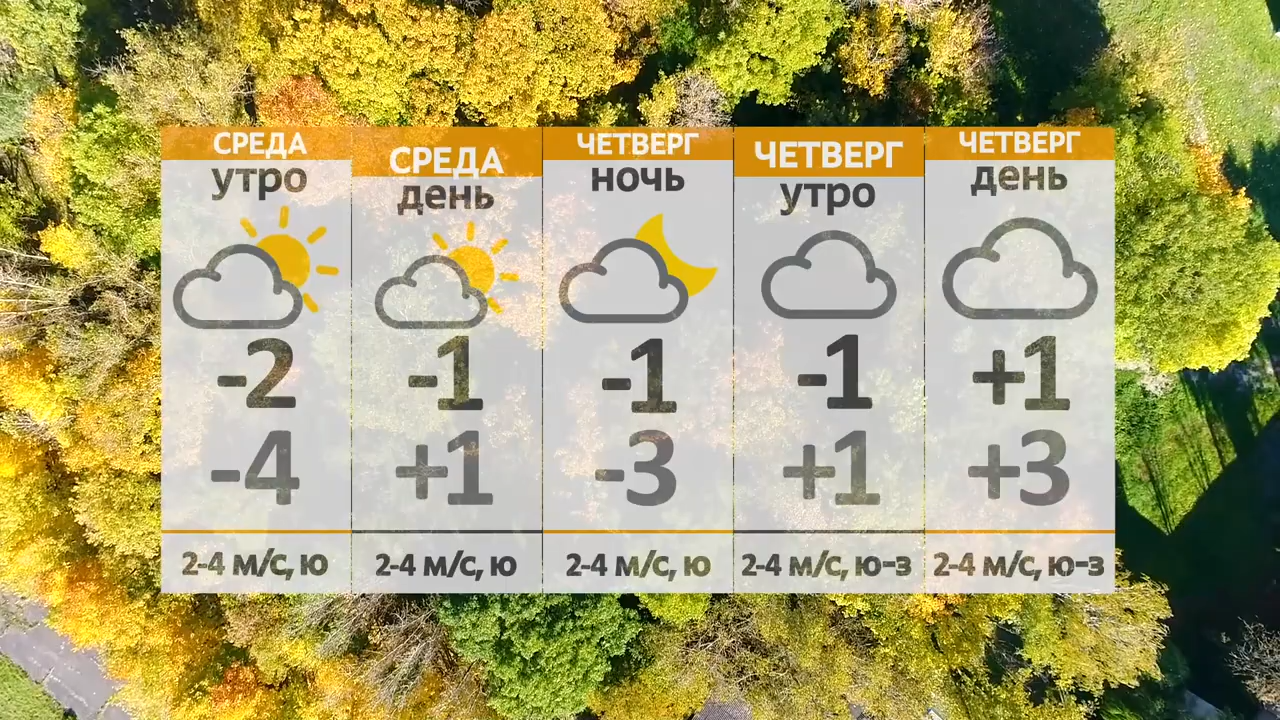 СРЕДА
утро
-2
-4
2-4 м/с, ю
СРЕДА
день
-1
+1
2-4 м/с, ю
ЧЕТВЕРГ
ночь
-1
-3
2-4 м/с, ю
ЧЕТВЕРГ
утро
-1
+1
2-4 м/с, ю-з
ЧЕТВЕРГ
день
+1
+3
2-4 м/с, ю-з